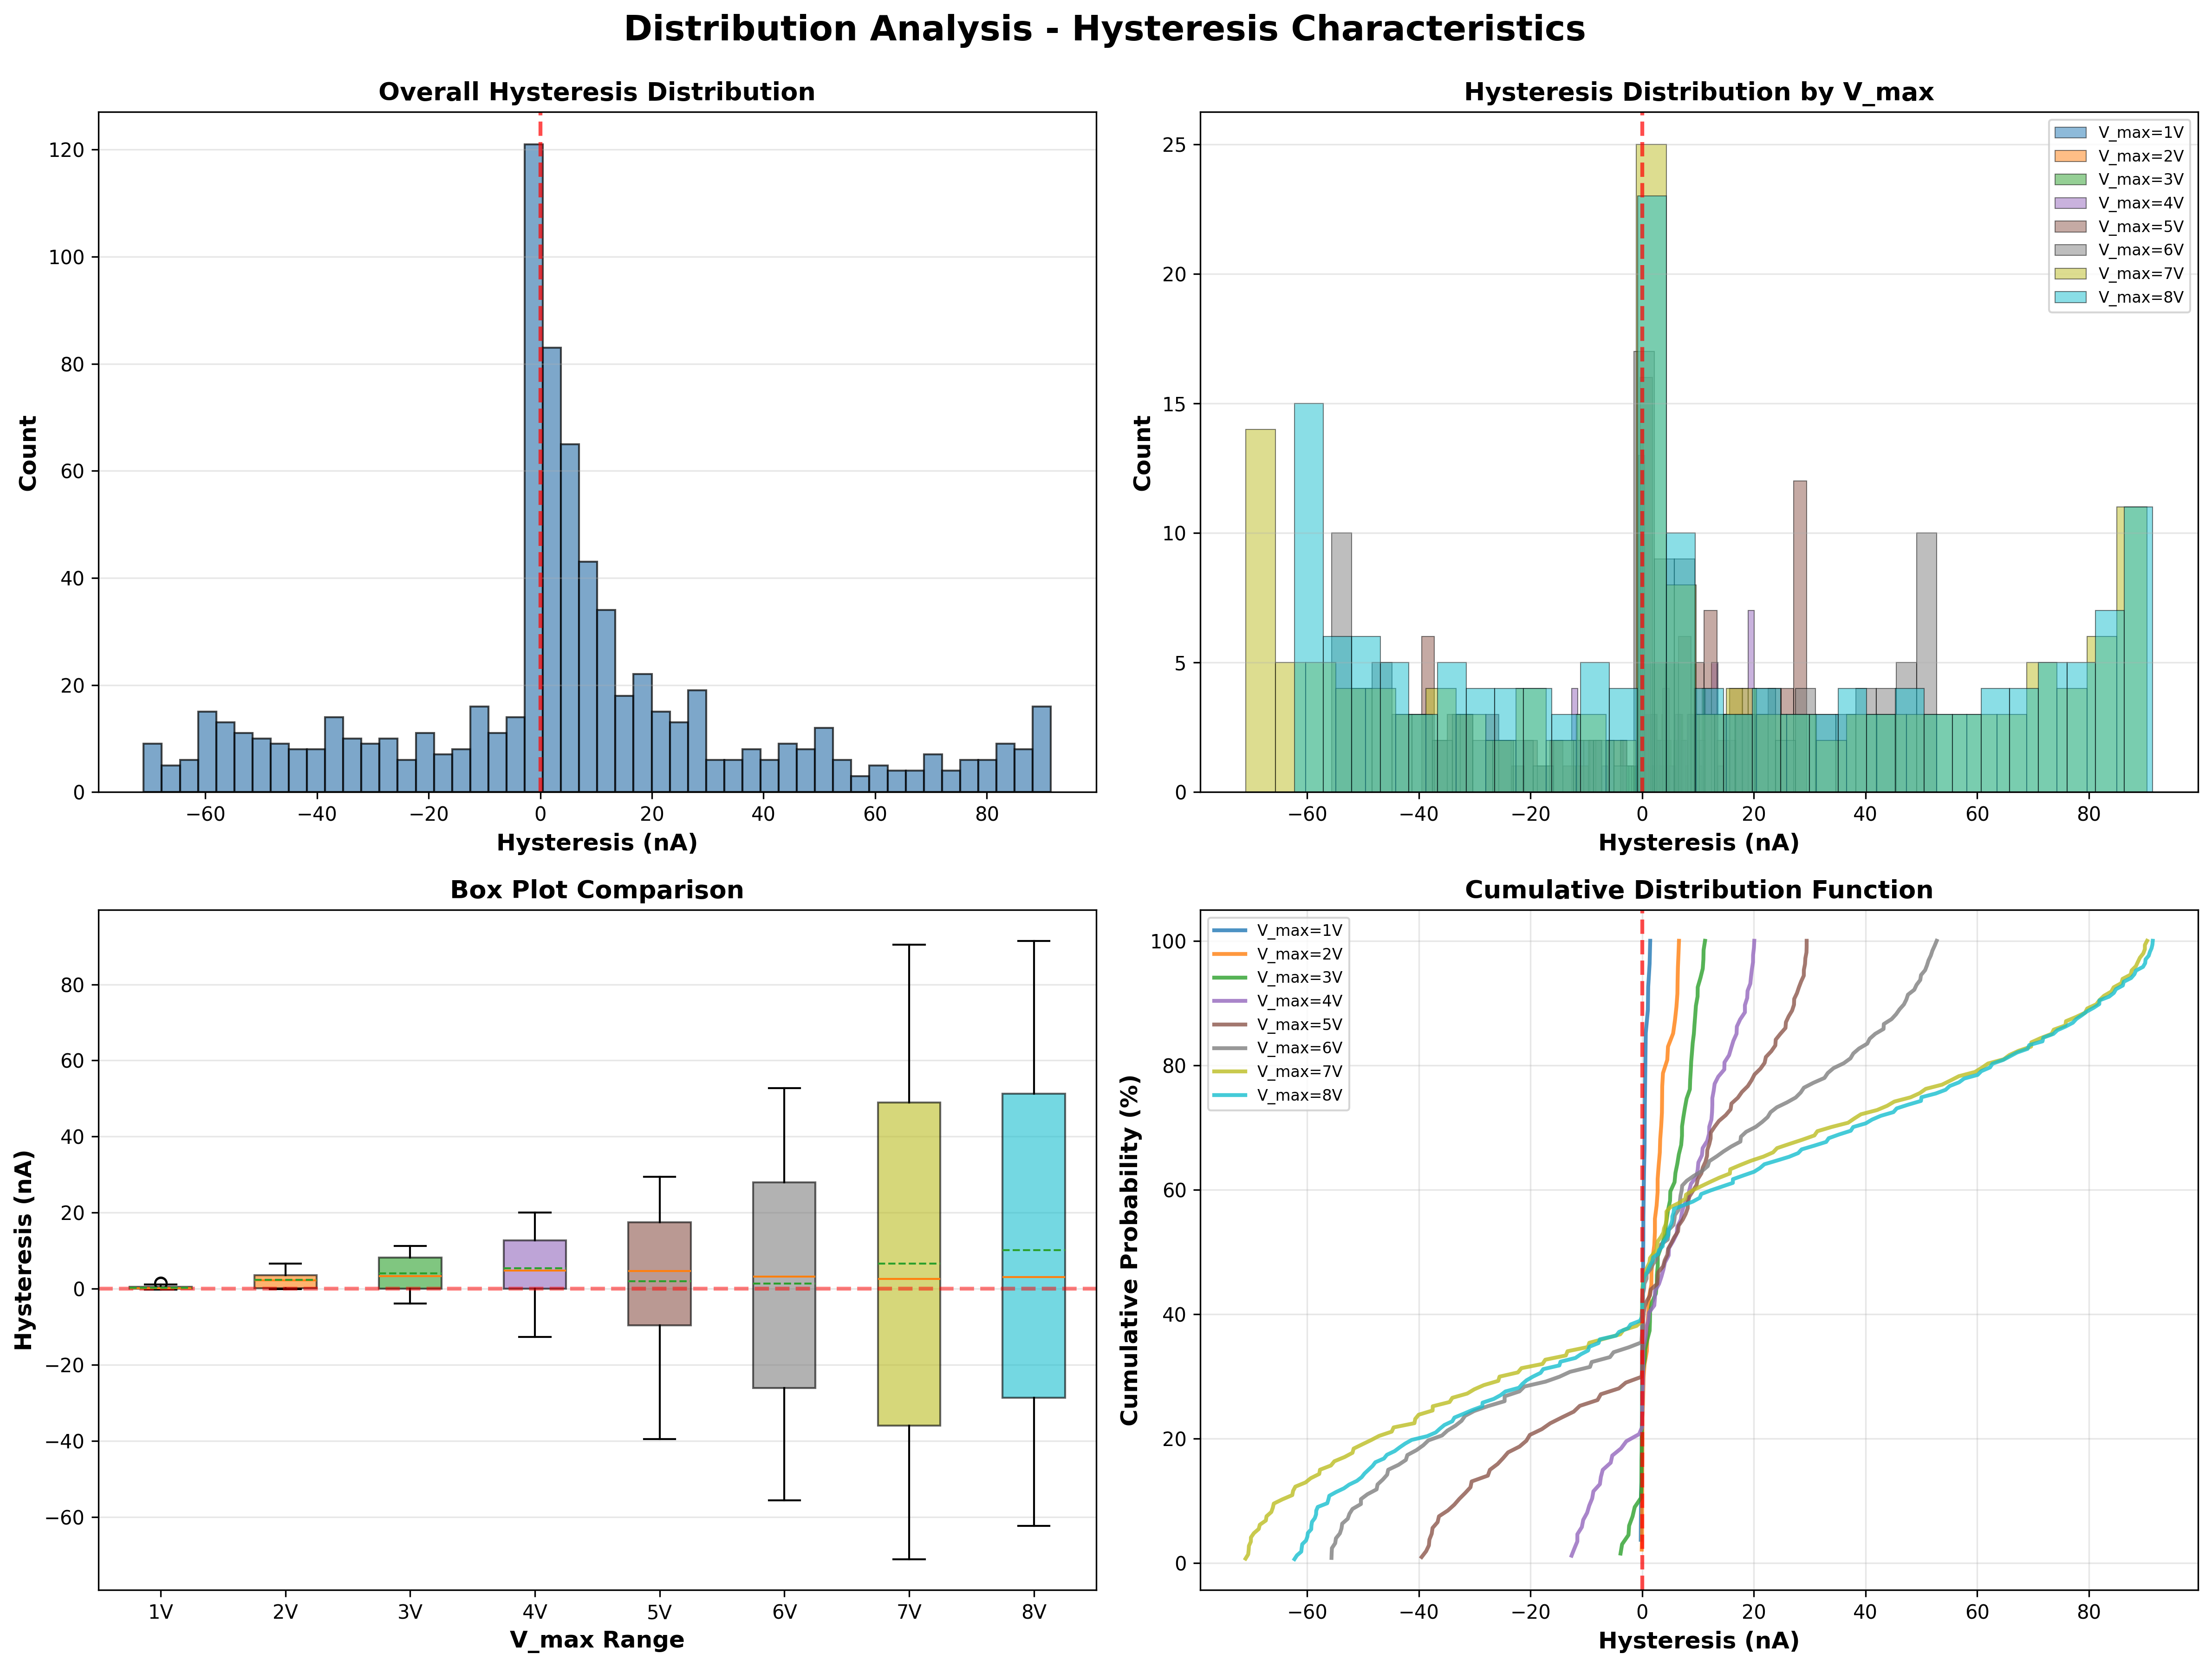 Distribution Analysis - Hysteresis Characteristics
Overall Hysteresis Distribution
120
100
80
60
40
20
0
Count
−60 −40 −20 0 20 40 60 80
Hysteresis (nA)
Hysteresis Distribution by V_max
25
20
15
10
5
0
Count
−60 −40 −20 0 20 40 60 80
Hysteresis (nA)
V_max=1V
V_max=2V
V_max=3V
V_max=4V
V_max=5V
V_max=6V
V_max=7V
V_max=8V
Box Plot Comparison
80
60
40
20
0
−20
−40
−60
Hysteresis (nA)
1V 2V 3V 4V 5V 6V 7V 8V
V_max Range
Cumulative Distribution Function
100
80
60
40
20
0
Cumulative Probability (%)
−60 −40 −20 0 20 40 60 80
Hysteresis (nA)
V_max=1V
V_max=2V
V_max=3V
V_max=4V
V_max=5V
V_max=6V
V_max=7V
V_max=8V